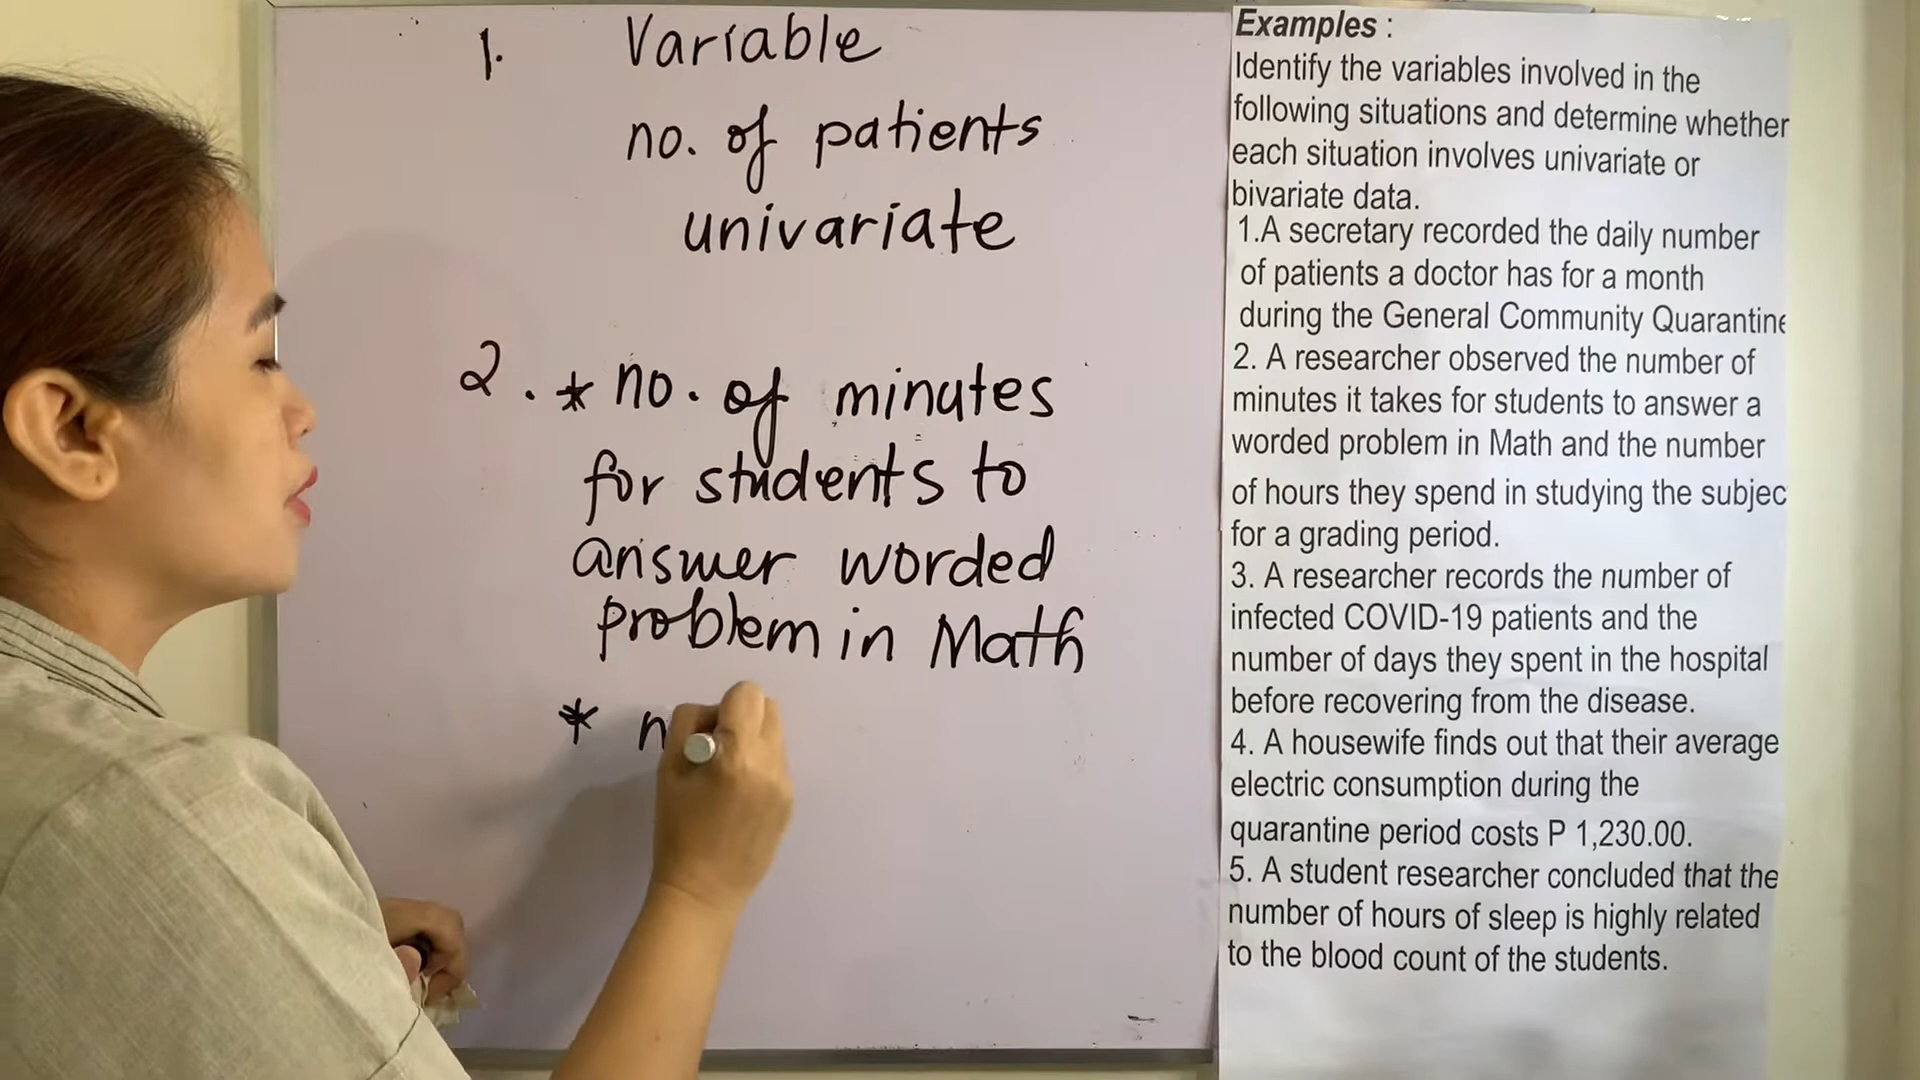 1. Variable
no. of patients
univariate
2. * no. of minutes
for students to
answer worded
problem in Math
* n
Examples :
Identify the variables involved in the
following situations and determine whether
each situation involves univariate or
bivariate data.
1.A secretary recorded the daily number
of patients a doctor has for a month
during the General Community Quarantine
2. A researcher observed the number of
minutes it takes for students to answer a
worded problem in Math and the number
of hours they spend in studying the subjec
for a grading period.
3. A researcher records the number of
infected COVID-19 patients and the
number of days they spent in the hospital
before recovering from the disease.
4. A housewife finds out that their average
electric consumption during the
quarantine period costs P 1,230.00.
5. A student researcher concluded that the
number of hours of sleep is highly related
to the blood count of the students.